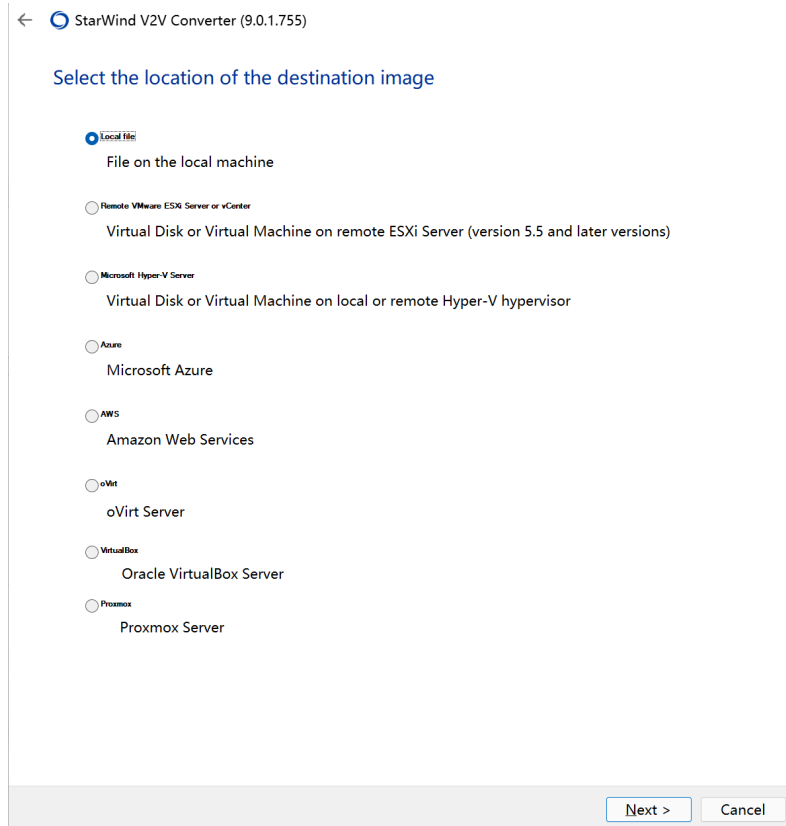 StarWind V2V Converter (9.0.1.755)
Select the location of the destination image
Local file
File on the local machine
Remote VMware ESXi Server or vCenter
Virtual Disk or Virtual Machine on remote ESXi Server (version 5.5 and later versions)
Microsoft Hyper-V Server
Virtual Disk or Virtual Machine on local or remote Hyper-V hypervisor
Azure
Microsoft Azure
AWS
Amazon Web Services
oVirt
oVirt Server
VirtualBox
Oracle VirtualBox Server
Proxmox
Proxmox Server
Next > Cancel